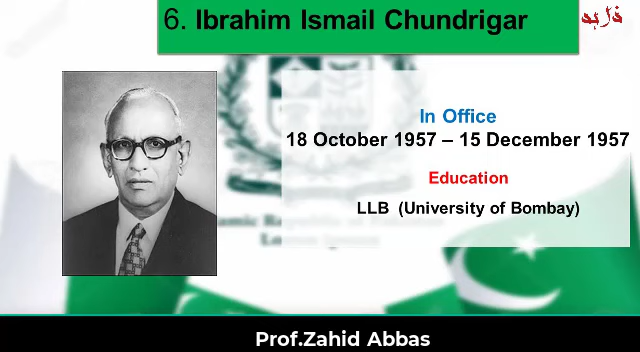 6. Ibrahim Ismail Chundrigar
In Office
18 October 1957 – 15 December 1957
Education
LLB (University of Bombay)
Prof.Zahid Abbas